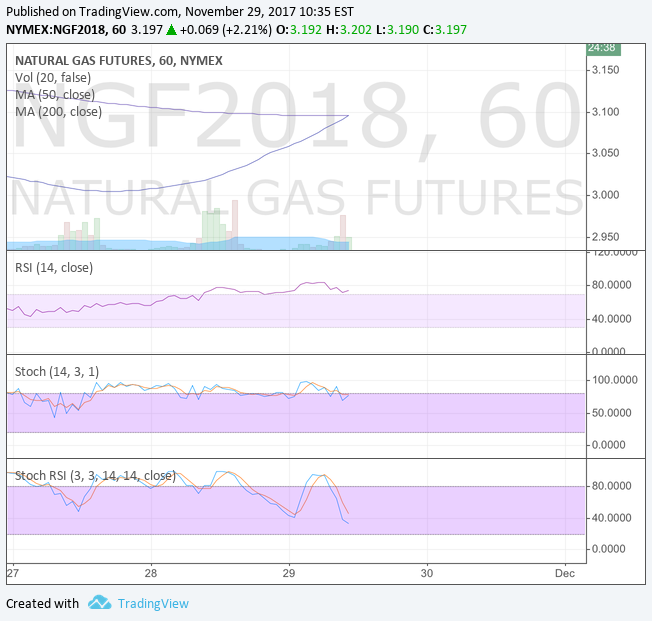 Published on TradingView.com, November 29, 2017 10:35 EST
NYMEX:NGF2018, 60 3.197 ▲ +0.069 (+2.21%) O:3.192 H:3.202 L:3.190 C:3.197
24:38
NATURAL GAS FUTURES, 60, NYMEX
Vol (20, false)
MA (50, close)
MA (200, close)
NGF2018, 60
NATURAL GAS FUTURES
3.150
3.100
3.050
3.000
2.950
RSI (14, close)
120.0000
80.0000
40.0000
0.0000
Stoch (14, 3, 1)
100.0000
50.0000
0.0000
Stoch RSI (3, 3, 14, 14, close)
80.0000
40.0000
0.0000
27 28 29 30 Dec
Created with TradingView